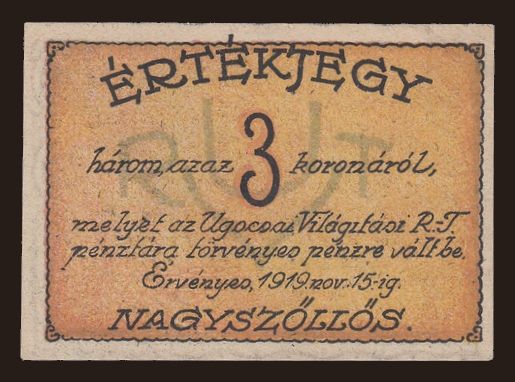 ÉRTÉKJEGY
három, azaz 3 koronáról,
melyet az Ugocsai Világitási R.-T.
pénztára törvényes pénzre vált be.
Érvényes, 1919. nov. 15-ig.
NAGYSZŐLLŐS.
R U T